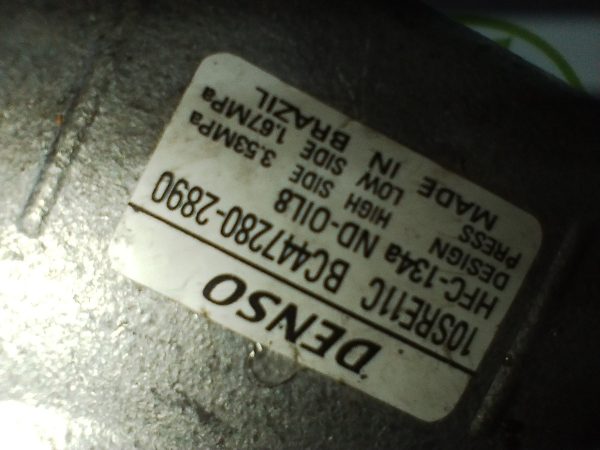 DENSO
10SRE11C BC447280-2890
HFC-134a ND-OIL8
DESIGN PRESS HIGH SIDE 3.53MPa
LOW SIDE 1.67MPa
MADE IN BRAZIL